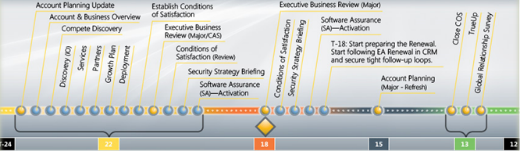 Account Planning Update
Account & Business Overview
Compete Discovery
Discovery (IO)
Services
Partners
Growth Plan
Deployment
Establish Conditions
of Satisfaction
Executive Business
Review (Major/CAS)
Conditions of
Satisfaction (Review)
Security Strategy Briefing
Software Assurance
(SA)—Activation
Executive Business Review (Major)
Conditions of Satisfaction
Security Strategy Briefing
Software Assurance
(SA)—Activation
T-18: Start preparing the Renewal.
Start following EA Renewal in CRM
and secure tight follow-up loops.
Account Planning
(Major - Refresh)
Close COS
TrueUp
Global Relationship Survey
T-24
22
18
15
13
12